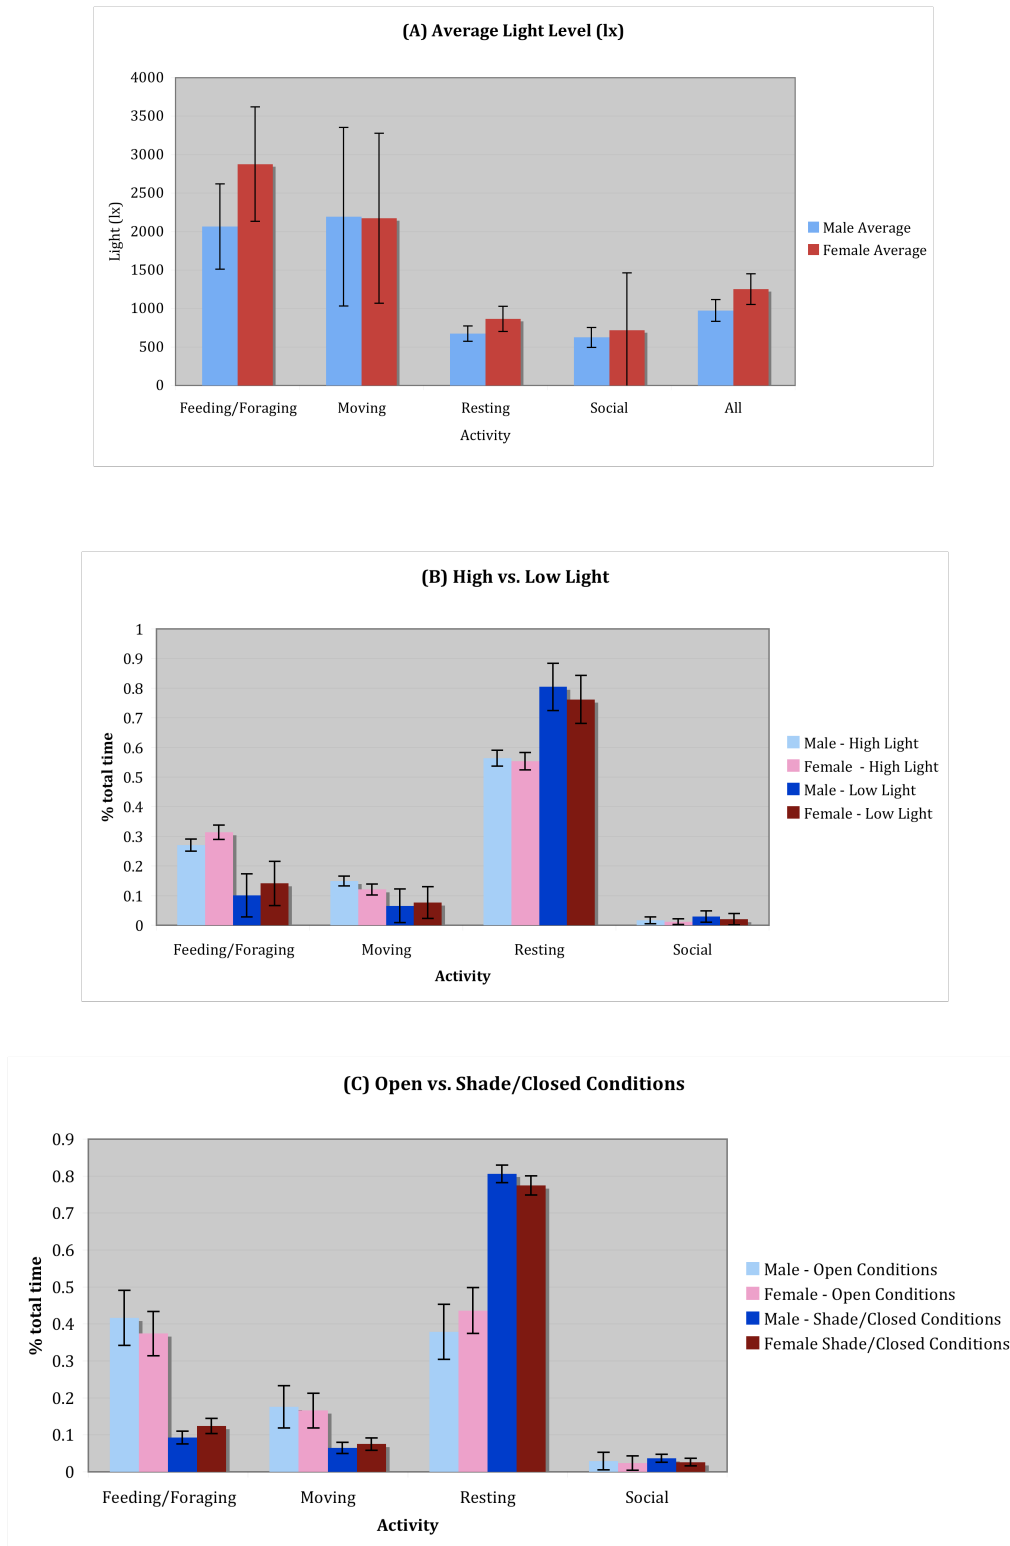 (A) Average Light Level (lx)
4000
3500
3000
2500
2000
1500
1000
500
0
Light (lx)
Feeding/Foraging Moving Resting Social All
Activity
Male Average
Female Average
(B) High vs. Low Light
1
0.9
0.8
0.7
0.6
0.5
0.4
0.3
0.2
0.1
0
% total time
Feeding/Foraging Moving Resting Social
Activity
Male - High Light
Female - High Light
Male - Low Light
Female - Low Light
(C) Open vs. Shade/Closed Conditions
0.9
0.8
0.7
0.6
0.5
0.4
0.3
0.2
0.1
0
% total time
Feeding/Foraging Moving Resting Social
Activity
Male - Open Conditions
Female - Open Conditions
Male - Shade/Closed Conditions
Female Shade/Closed Conditions